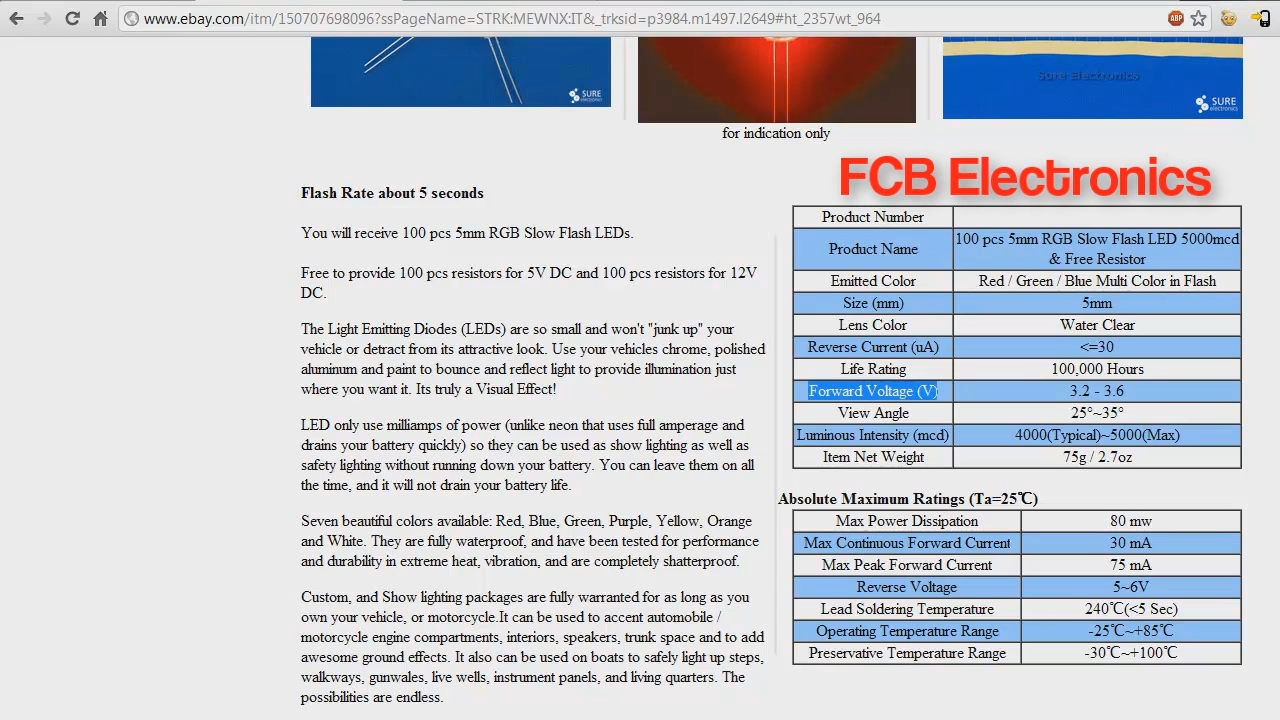 www.ebay.com/itm/150707698096?ssPageName=STRK:MEWNX:IT&_trksid=p3984.m1497.l2649#ht_2357wt_964
ABP
SURE
electronics
Sure Electronics
SURE
electronics
for indication only
FCB Electronics
Flash Rate about 5 seconds
You will receive 100 pcs 5mm RGB Slow Flash LEDs.
Free to provide 100 pcs resistors for 5V DC and 100 pcs resistors for 12V
DC.
The Light Emitting Diodes (LEDs) are so small and won't "junk up" your
vehicle or detract from its attractive look. Use your vehicles chrome, polished
aluminum and paint to bounce and reflect light to provide illumination just
where you want it. Its truly a Visual Effect!
LED only use milliamps of power (unlike neon that uses full amperage and
drains your battery quickly) so they can be used as show lighting as well as
safety lighting without running down your battery. You can leave them on all
the time, and it will not drain your battery life.
Seven beautiful colors available: Red, Blue, Green, Purple, Yellow, Orange
and White. They are fully waterproof, and have been tested for performance
and durability in extreme heat, vibration, and are completely shatterproof.
Custom, and Show lighting packages are fully warranted for as long as you
own your vehicle, or motorcycle.It can be used to accent automobile /
motorcycle engine compartments, interiors, speakers, trunk space and to add
awesome ground effects. It also can be used on boats to safely light up steps,
walkways, gunwales, live wells, instrument panels, and living quarters. The
possibilities are endless.
Product Number
Product Name 100 pcs 5mm RGB Slow Flash LED 5000mcd
& Free Resistor
Emitted Color Red / Green / Blue Multi Color in Flash
Size (mm) 5mm
Lens Color Water Clear
Reverse Current (uA) <=30
Life Rating 100,000 Hours
Forward Voltage (V) 3.2 - 3.6
View Angle 25°~35°
Luminous Intensity (mcd) 4000(Typical)~5000(Max)
Item Net Weight 75g / 2.7oz
Absolute Maximum Ratings (Ta=25℃)
Max Power Dissipation 80 mw
Max Continuous Forward Current 30 mA
Max Peak Forward Current 75 mA
Reverse Voltage 5~6V
Lead Soldering Temperature 240℃(<5 Sec)
Operating Temperature Range -25℃~+85℃
Preservative Temperature Range -30℃~+100℃